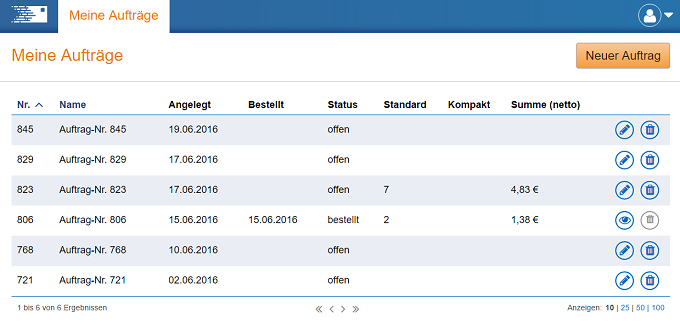 Meine Aufträge
Meine Aufträge Neuer Auftrag
Nr. Name Angelegt Bestellt Status Standard Kompakt Summe (netto)
845 Auftrag-Nr. 845 19.06.2016 offen
829 Auftrag-Nr. 829 17.06.2016 offen
823 Auftrag-Nr. 823 17.06.2016 offen 7 4,83 €
806 Auftrag-Nr. 806 15.06.2016 15.06.2016 bestellt 2 1,38 €
768 Auftrag-Nr. 768 10.06.2016 offen
721 Auftrag-Nr. 721 02.06.2016 offen
1 bis 6 von 6 Ergebnissen « < > » Anzeigen: 10 | 25 | 50 | 100